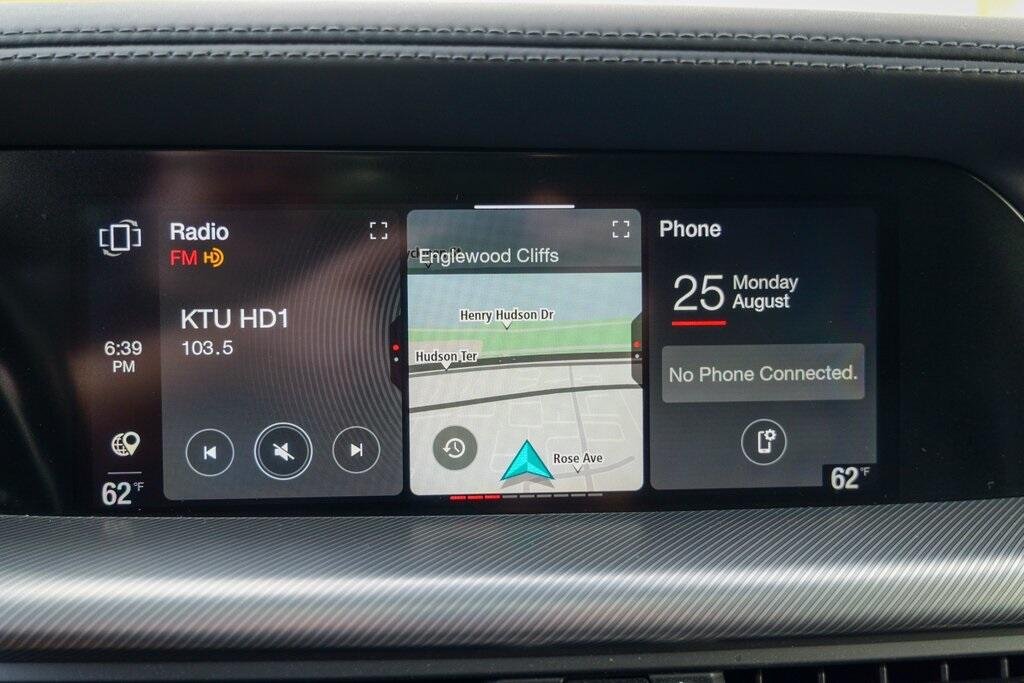 6:39
PM
62°F
Radio
FM HD
KTU HD1
103.5
Englewood Cliffs
Henry Hudson Dr
Hudson Ter
Rose Ave
Phone
25 Monday
August
No Phone Connected.
62°F